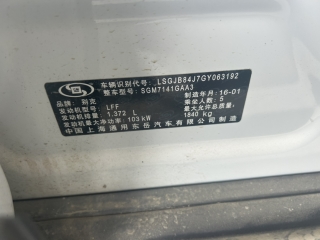 车辆识别代号: LSGJB84J7GY063192
整车型号: SGM7141GAA3
品牌: 别克 制造年月: 16-01
发动机型号: LFF 乘坐人数: 5
发动机排量: 1.372 L 最大允许总质量:
发动机最大净功率: 103 kW 1840 kg
中国上海通用东岳汽车有限公司制造